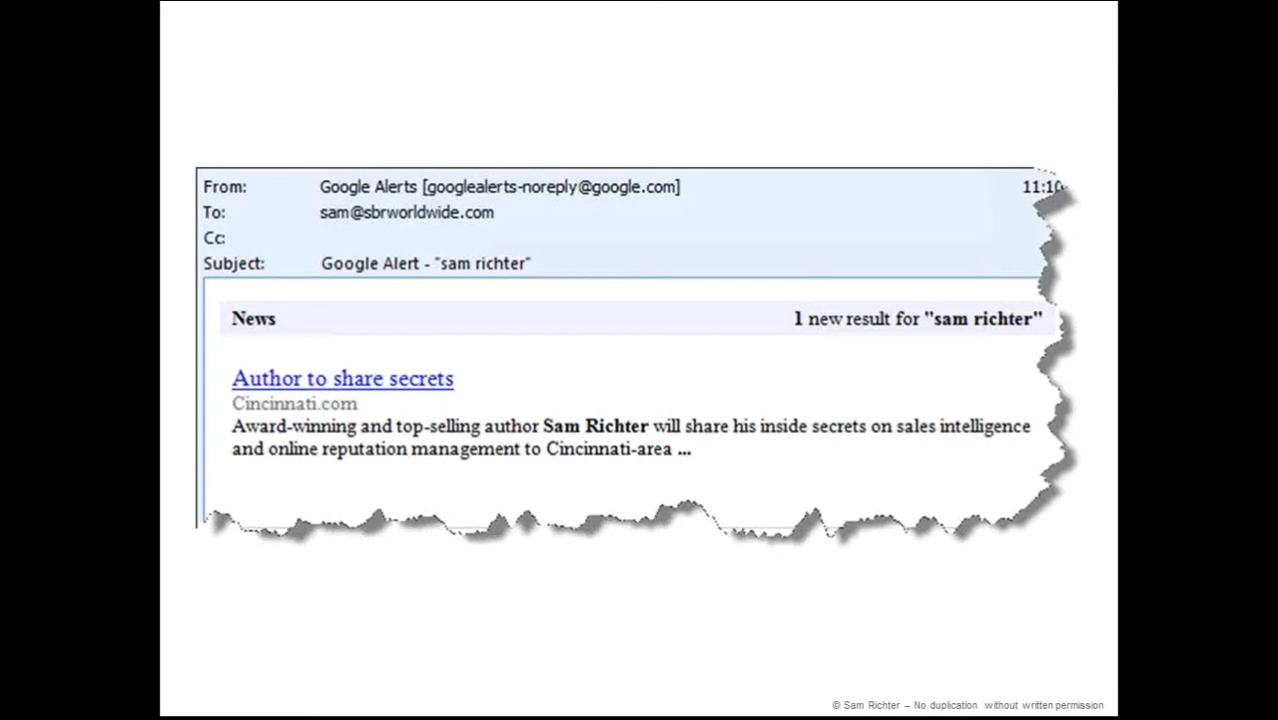 From: Google Alerts [googlealerts-noreply@google.com] 11:10
To: sam@sbrworldwide.com
Cc:
Subject: Google Alert - "sam richter"
News 1 new result for "sam richter"
Author to share secrets
Cincinnati.com
Award-winning and top-selling author Sam Richter will share his inside secrets on sales intelligence
and online reputation management to Cincinnati-area ...
© Sam Richter – No duplication without written permission